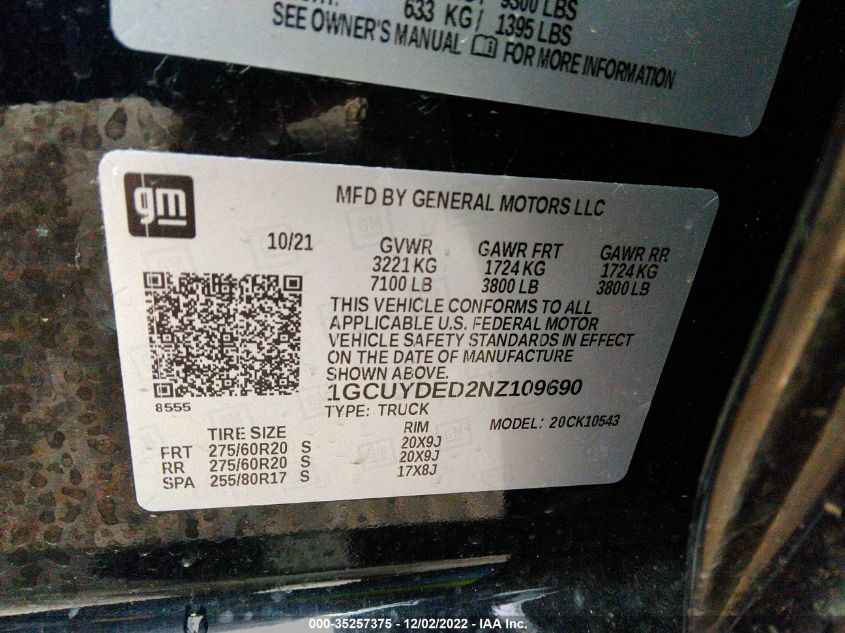 9300 LBS
633 KG/ 1395 LBS
SEE OWNER'S MANUAL FOR MORE INFORMATION
gm
MFD BY GENERAL MOTORS LLC
10/21
GVWR GAWR FRT GAWR RR
3221 KG 1724 KG 1724 KG
7100 LB 3800 LB 3800 LB
THIS VEHICLE CONFORMS TO ALL
APPLICABLE U.S. FEDERAL MOTOR
VEHICLE SAFETY STANDARDS IN EFFECT
ON THE DATE OF MANUFACTURE
SHOWN ABOVE.
8555
1GCUYDED2NZ109690
TYPE: TRUCK MODEL: 20CK10543
TIRE SIZE RIM
FRT 275/60R20 S 20X9J
RR 275/60R20 S 20X9J
SPA 255/80R17 S 17X8J
000-35257375 - 12/02/2022 - IAA Inc.